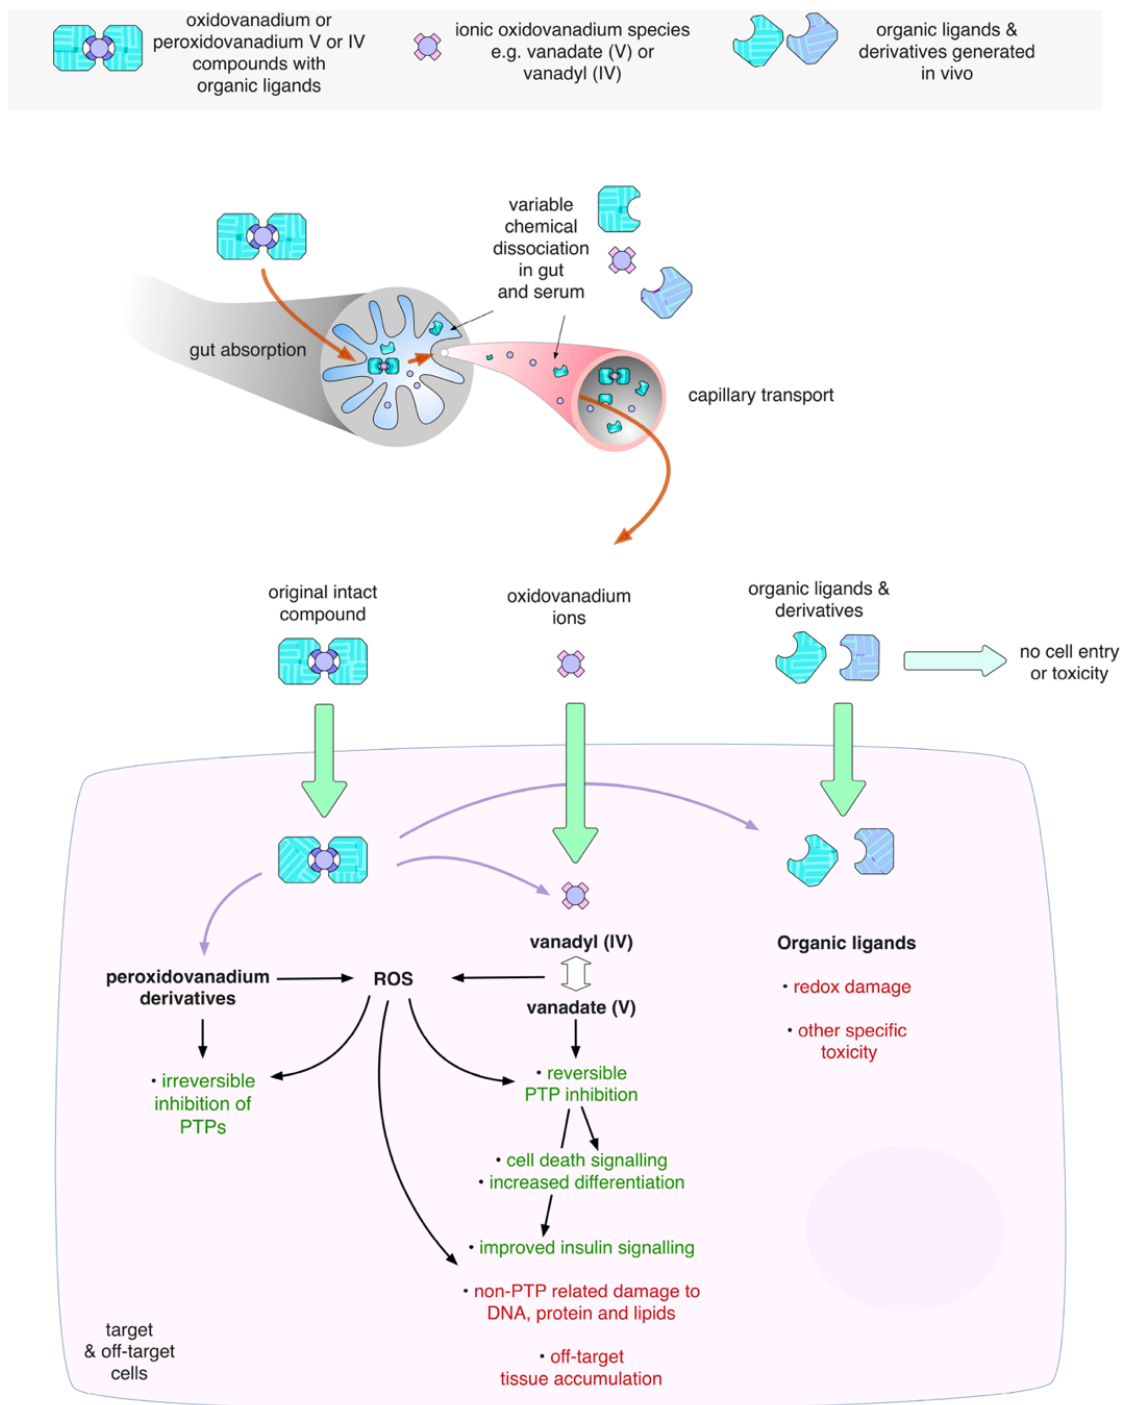 oxidovanadium or
peroxidovanadium V or IV
compounds with
organic ligands
ionic oxidovanadium species
e.g. vanadate (V) or
vanadyl (IV)
organic ligands &
derivatives generated
in vivo
variable
chemical
dissociation
in gut
and serum
gut absorption
capillary transport
original intact
compound
oxidovanadium
ions
organic ligands &
derivatives
no cell entry
or toxicity
vanadyl (IV)
Organic ligands
peroxidovanadium
derivatives
ROS
vanadate (V)
• redox damage
• other specific
toxicity
• irreversible
inhibition of
PTPs
• reversible
PTP inhibition
• cell death signalling
• increased differentiation
• improved insulin signalling
• non-PTP related damage to
DNA, protein and lipids
• off-target
tissue accumulation
target
& off-target
cells